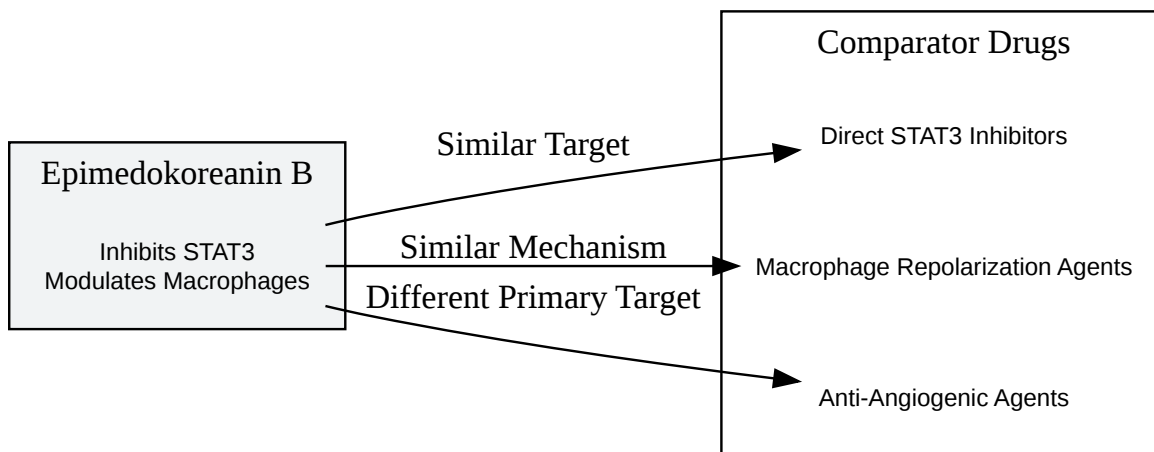 Comparator Drugs
Similar Target
Direct STAT3 Inhibitors
Epimedokoreanin B
Inhibits STAT3
Modulates Macrophages
Similar Mechanism
Macrophage Repolarization Agents
Different Primary Target
Anti-Angiogenic Agents